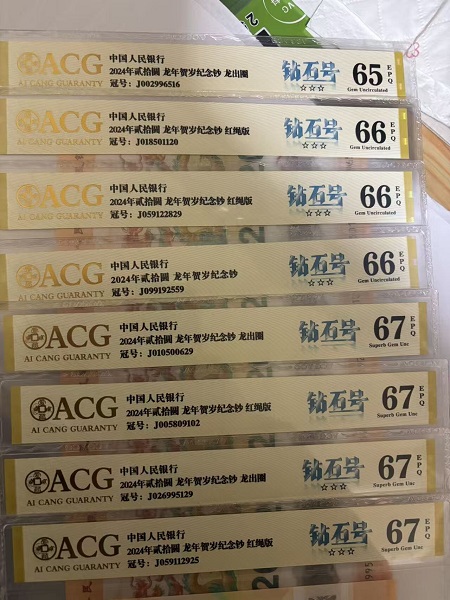 ACG
AI CANG GUARANTY
中国人民银行
2024年贰拾圆 龙年贺岁纪念钞 龙出圈
冠号: J002996516
钻石号
☆☆☆
65
EPQ
Gem Uncirculated
ACG
AI CANG GUARANTY
中国人民银行
2024年贰拾圆 龙年贺岁纪念钞 红绳版
冠号: J018501120
钻石号
☆☆☆
66
EPQ
Gem Uncirculated
ACG
AI CANG GUARANTY
中国人民银行
2024年贰拾圆 龙年贺岁纪念钞 红绳版
冠号: J059122829
钻石号
☆☆☆
66
EPQ
Gem Uncirculated
ACG
AI CANG GUARANTY
中国人民银行
2024年贰拾圆 龙年贺岁纪念钞
冠号: J099192559
钻石号
☆☆☆
66
EPQ
Gem Uncirculated
ACG
AI CANG GUARANTY
中国人民银行
2024年贰拾圆 龙年贺岁纪念钞 龙出圈
冠号: J010500629
钻石号
☆☆☆
67
EPQ
Superb Gem Unc
ACG
AI CANG GUARANTY
中国人民银行
2024年贰拾圆 龙年贺岁纪念钞 红绳版
冠号: J005809102
钻石号
☆☆☆
67
EPQ
Superb Gem Unc
ACG
AI CANG GUARANTY
中国人民银行
2024年贰拾圆 龙年贺岁纪念钞 龙出圈
冠号: J026995129
钻石号
☆☆☆
67
EPQ
Superb Gem Unc
ACG
AI CANG GUARANTY
中国人民银行
2024年贰拾圆 龙年贺岁纪念钞 红绳版
冠号: J059112925
钻石号
☆☆☆
67
EPQ
Superb Gem Unc